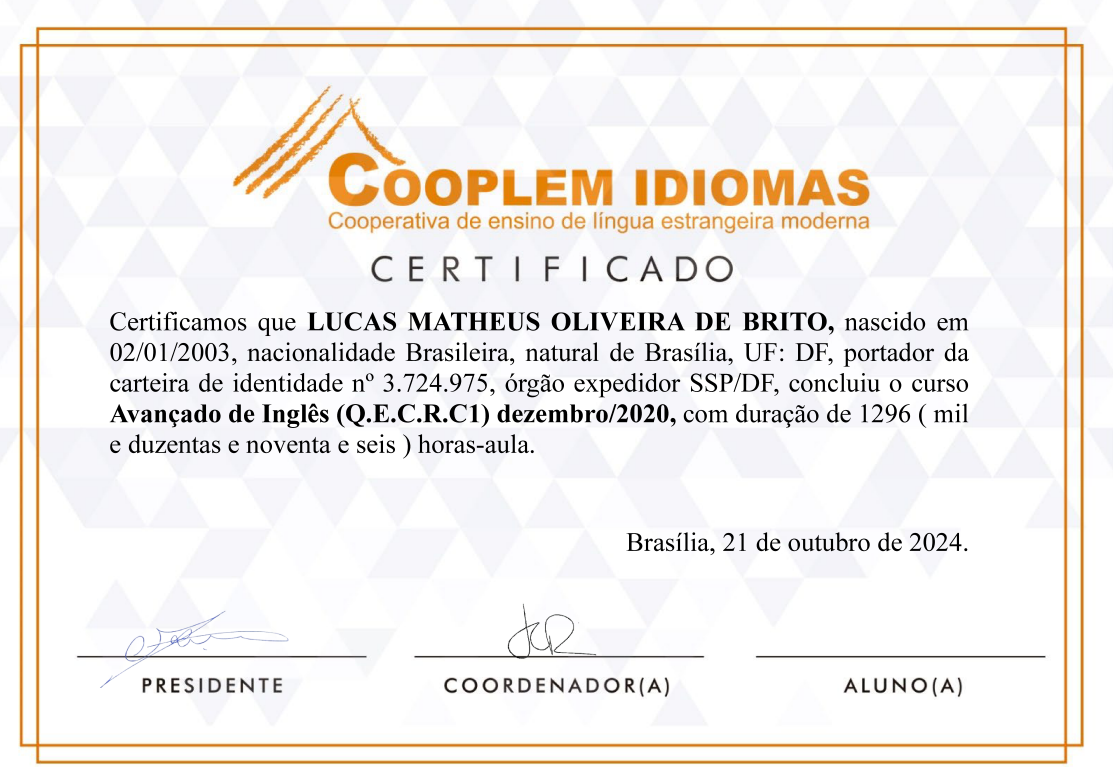 COOPLEM IDIOMAS
Cooperativa de ensino de língua estrangeira moderna
CERTIFICADO
Certificamos que LUCAS MATHEUS OLIVEIRA DE BRITO, nascido em
02/01/2003, nacionalidade Brasileira, natural de Brasília, UF: DF, portador da
carteira de identidade nº 3.724.975, órgão expedidor SSP/DF, concluiu o curso
Avançado de Inglês (Q.E.C.R.C1) dezembro/2020, com duração de 1296 ( mil
e duzentas e noventa e seis ) horas-aula.
Brasília, 21 de outubro de 2024.
PRESIDENTE
COORDENADOR(A)
ALUNO(A)